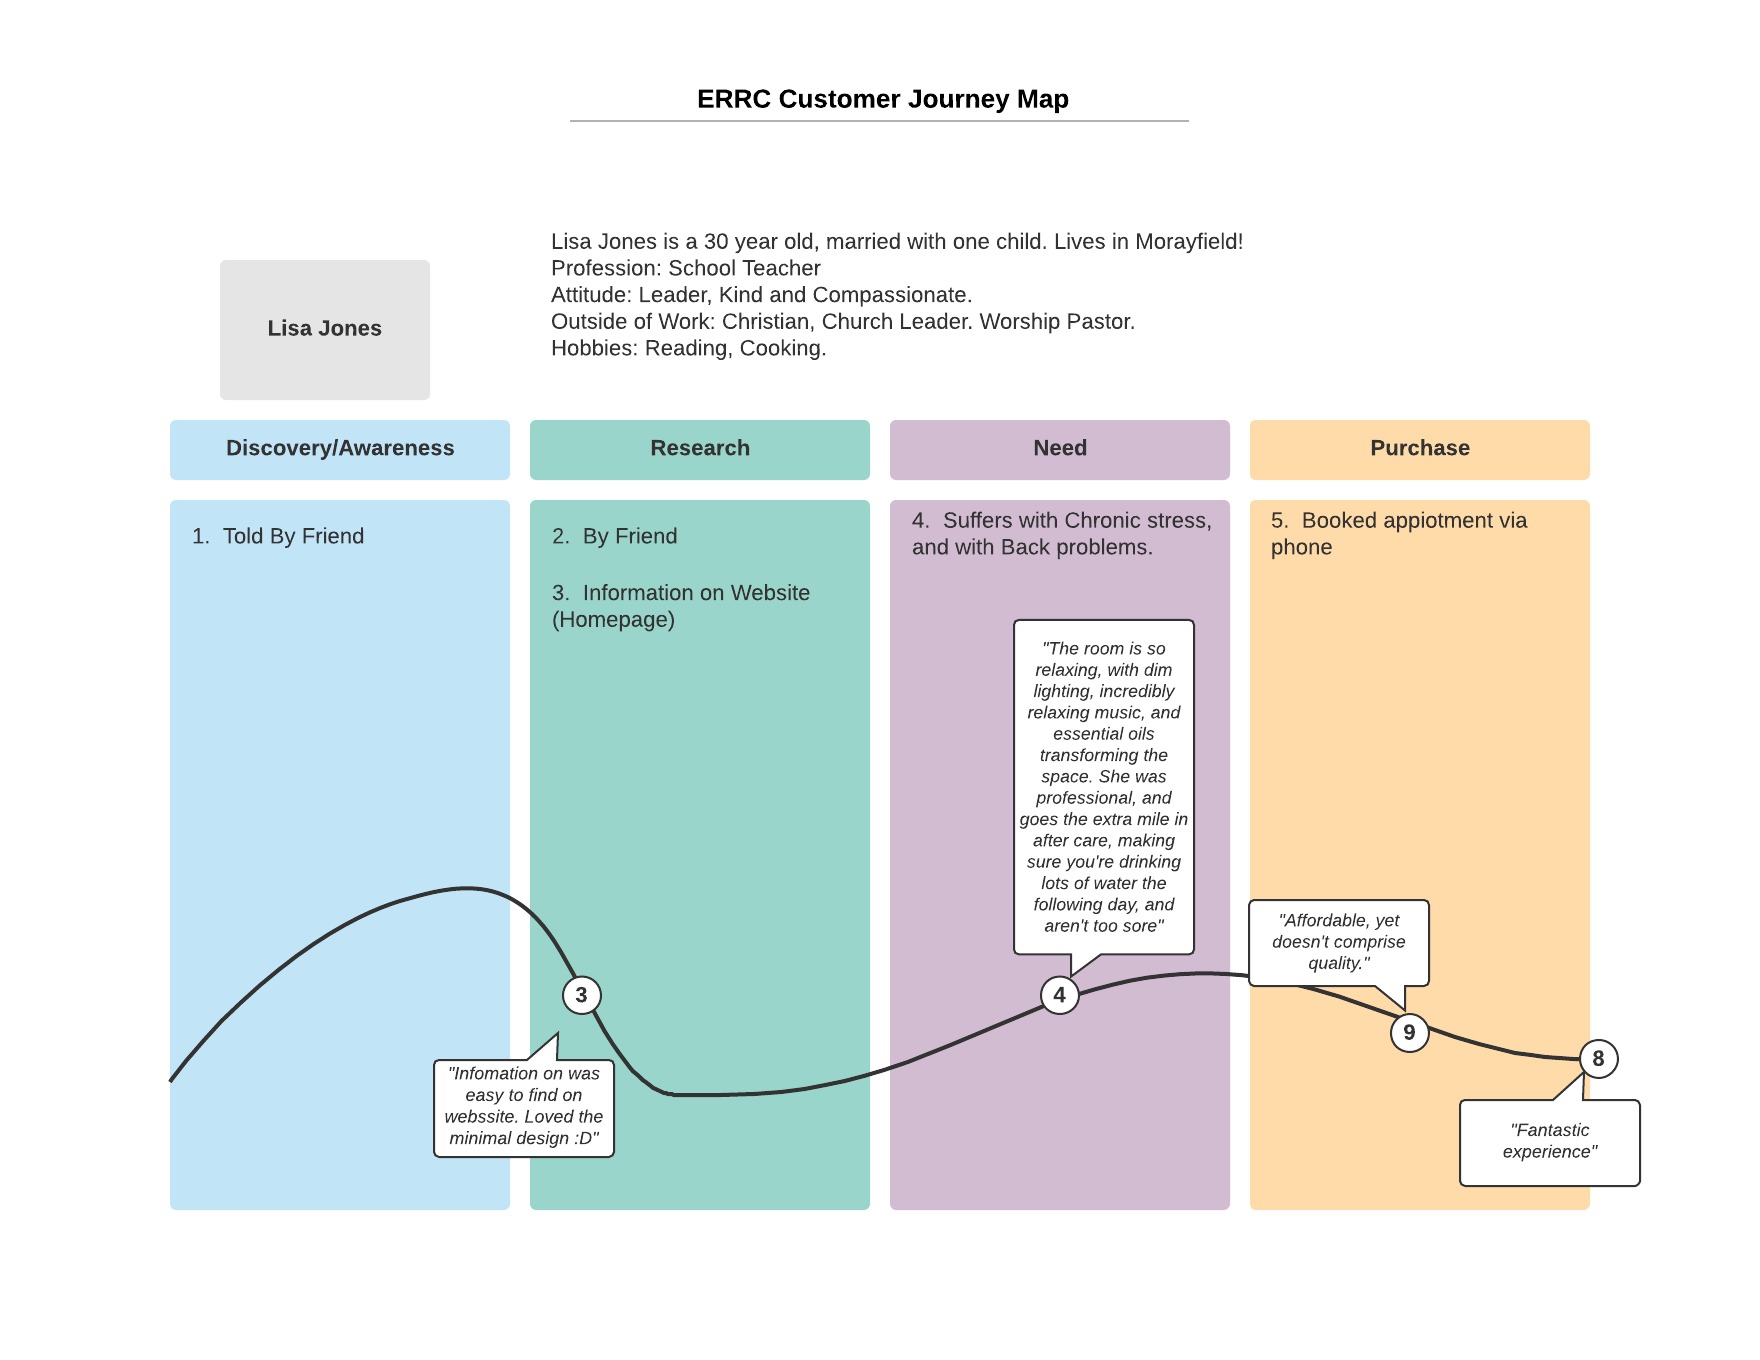 ERRC Customer Journey Map
Lisa Jones
Lisa Jones is a 30 year old, married with one child. Lives in Morayfield!
Profession: School Teacher
Attitude: Leader, Kind and Compassionate.
Outside of Work: Christian, Church Leader. Worship Pastor.
Hobbies: Reading, Cooking.
Discovery/Awareness
Research
Need
Purchase
1. Told By Friend
2. By Friend
3. Information on Website
(Homepage)
4. Suffers with Chronic stress,
and with Back problems.
5. Booked appiotment via
phone
"The room is so
relaxing, with dim
lighting, incredibly
relaxing music, and
essential oils
transforming the
space. She was
professional, and
goes the extra mile in
after care, making
sure you're drinking
lots of water the
following day, and
aren't too sore"
"Affordable, yet
doesn't comprise
quality."
3
4
9
8
"Infomation on was
easy to find on
webssite. Loved the
minimal design :D"
"Fantastic
experience"